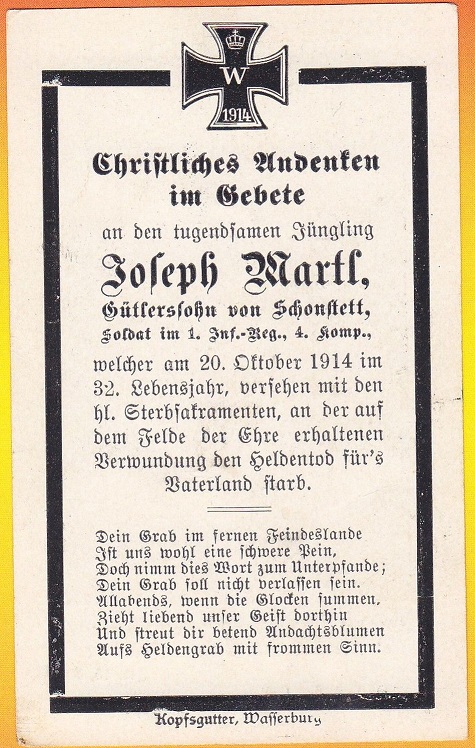 W
1914
Christliches Andenken
im Gebete
an den tugendsamen Jüngling
Joseph Martl,
Gütlerssohn von Schonstett,
Soldat im 1. Inf.-Reg., 4. Komp.,
welcher am 20. Oktober 1914 im
32. Lebensjahr, versehen mit den
hl. Sterbsakramenten, an der auf
dem Felde der Ehre erhaltenen
Verwundung den Heldentod für's
Vaterland starb.
Dein Grab im fernen Feindeslande
Ist uns wohl eine schwere Pein,
Doch nimm dies Wort zum Unterpfande;
Dein Grab soll nicht verlassen sein.
Allabends, wenn die Glocken summen,
Zieht liebend unser Geist dorthin
Und streut dir betend Andachtsblumen
Aufs Heldengrab mit frommen Sinn.
Kopfsgutter, Wasserburg